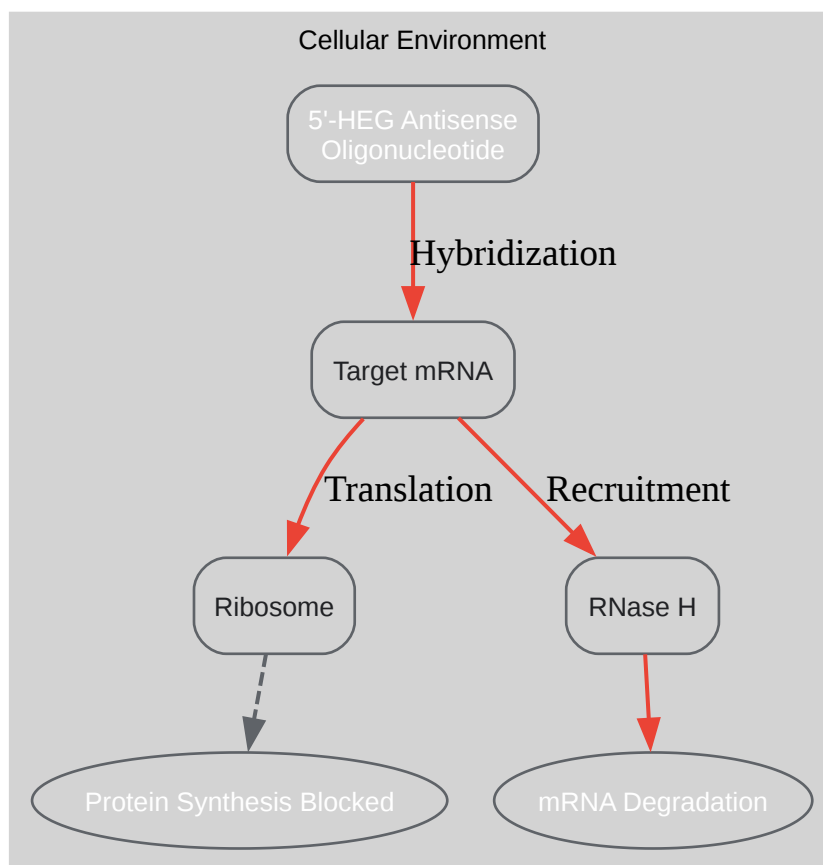 Cellular Environment
5'-HEG Antisense
Oligonucleotide
Hybridization
Target mRNA
Translation
Recruitment
Ribosome
RNase H
Protein Synthesis Blocked
mRNA Degradation